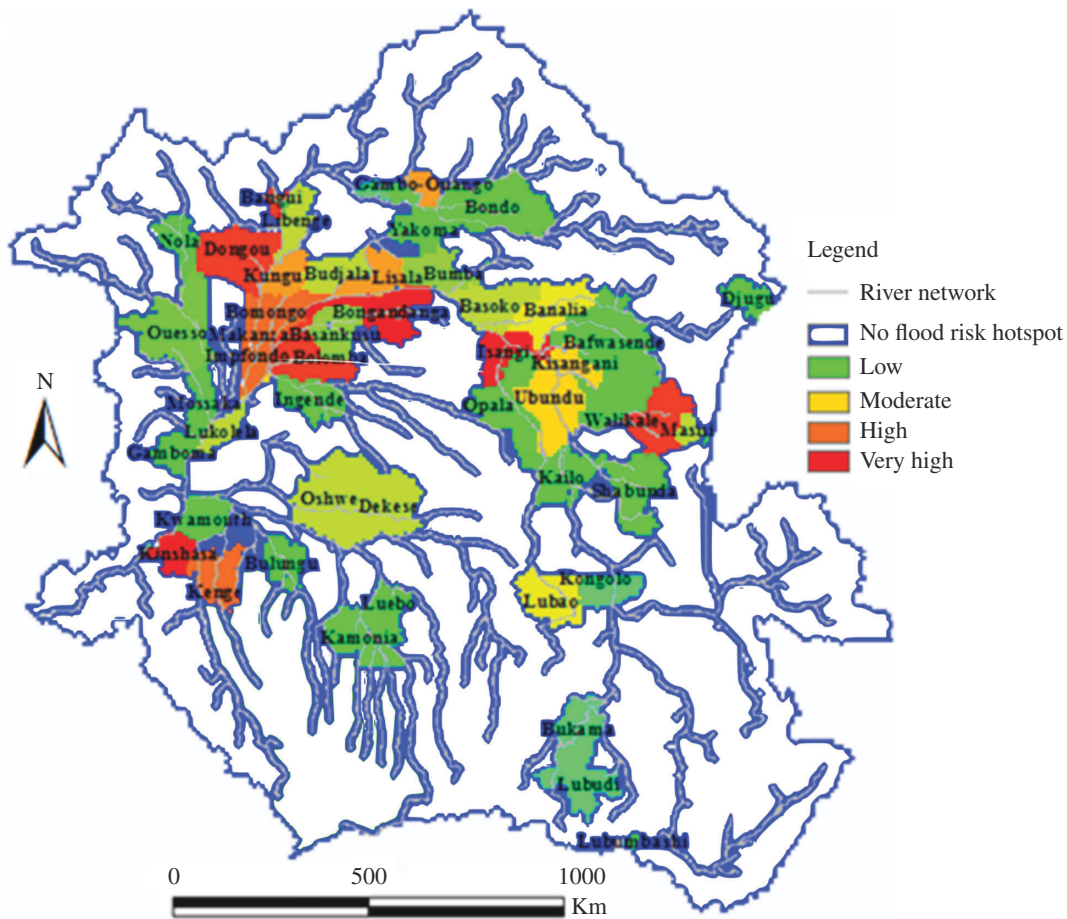 Gambo-Ouango
Bangui
Bondo
Libenge
Yakoma
Nola
Dongou
Legend
Kungu
Budjala
Lisala
Bumba
River network
Djugu
Bomongo
Bongandanga
Basoko
Banalia
No flood risk hotspot
Ouesso
Makanza
Basankusu
Bafwasende
Low
Impfondo
Bolomba
Isangi
Kisangani
N
Mossaka
Ingende
Opala
Ubundu
Moderate
Lukolela
Walikale
Masisi
High
Gamboma
Kailo
Shabunda
Very high
Oshwe
Dekese
Kwamouth
Kinshasa
Bulungu
Kenge
Kongolo
Luebo
Lubao
Kamonia
Bukama
Lubudi
Lubumbashi
0 500 1000
Km